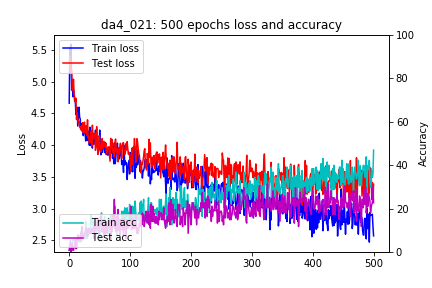 da4_021: 500 epochs loss and accuracy
Train loss
Test loss
Train acc
Test acc
Loss
5.5
5.0
4.5
4.0
3.5
3.0
2.5
Accuracy
100
80
60
40
20
0
0
100
200
300
400
500